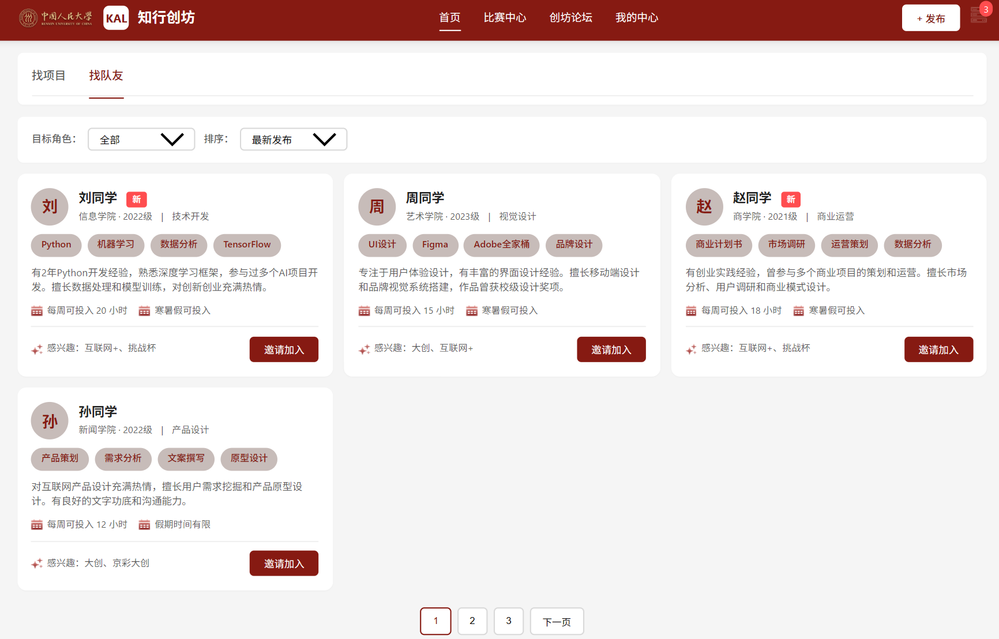 中国人民大学
RENMIN UNIVERSITY OF CHINA
KAL 知行创坊
首页 比赛中心 创坊论坛 我的中心
+ 发布
3
找项目 找队友
目标角色： 全部 排序： 最新发布
刘 刘同学 新
信息学院 · 2022级 | 技术开发
Python 机器学习 数据分析 TensorFlow
有2年Python开发经验，熟悉深度学习框架，参与过多个AI项目开
发。擅长数据处理和模型训练，对创新创业充满热情。
每周可投入 20 小时 寒暑假可投入
感兴趣：互联网+、挑战杯 邀请加入
周 周同学
艺术学院 · 2023级 | 视觉设计
UI设计 Figma Adobe全家桶 品牌设计
专注于用户体验设计，有丰富的界面设计经验。擅长移动端设计
和品牌视觉系统搭建，作品曾获校级设计奖项。
每周可投入 15 小时 寒暑假可投入
感兴趣：大创、互联网+ 邀请加入
赵 赵同学 新
商学院 · 2021级 | 商业运营
商业计划书 市场调研 运营策划 数据分析
有创业实践经验，曾参与多个商业项目的策划和运营。擅长市场
分析、用户调研和商业模式设计。
每周可投入 18 小时 寒暑假可投入
感兴趣：互联网+、挑战杯 邀请加入
孙 孙同学
新闻学院 · 2022级 | 产品设计
产品策划 需求分析 文案撰写 原型设计
对互联网产品设计充满热情，擅长用户需求挖掘和产品原型设
计。有良好的文字功底和沟通能力。
每周可投入 12 小时 假期时间有限
感兴趣：大创、京彩大创 邀请加入
1 2 3 下一页